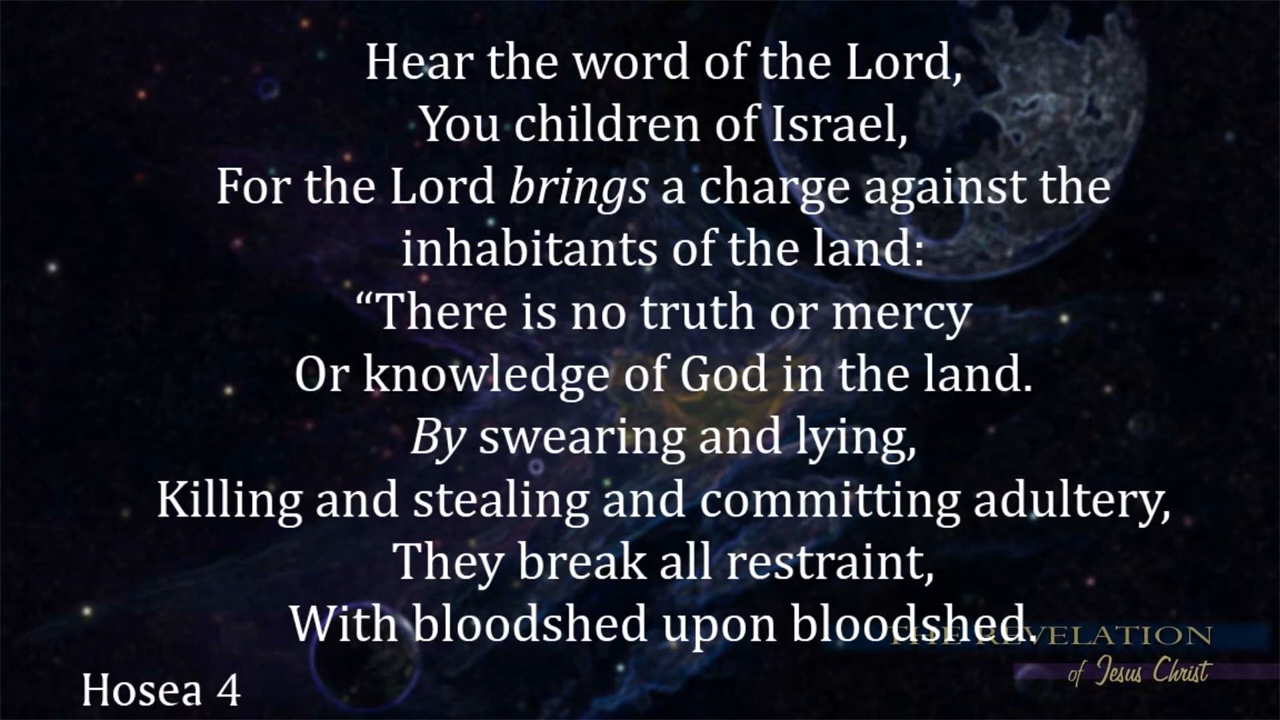 Hear the word of the Lord,
You children of Israel,
For the Lord brings a charge against the
inhabitants of the land:
“There is no truth or mercy
Or knowledge of God in the land.
By swearing and lying,
Killing and stealing and committing adultery,
They break all restraint,
With bloodshed upon bloodshed.
THE REVELATION
of Jesus Christ
Hosea 4